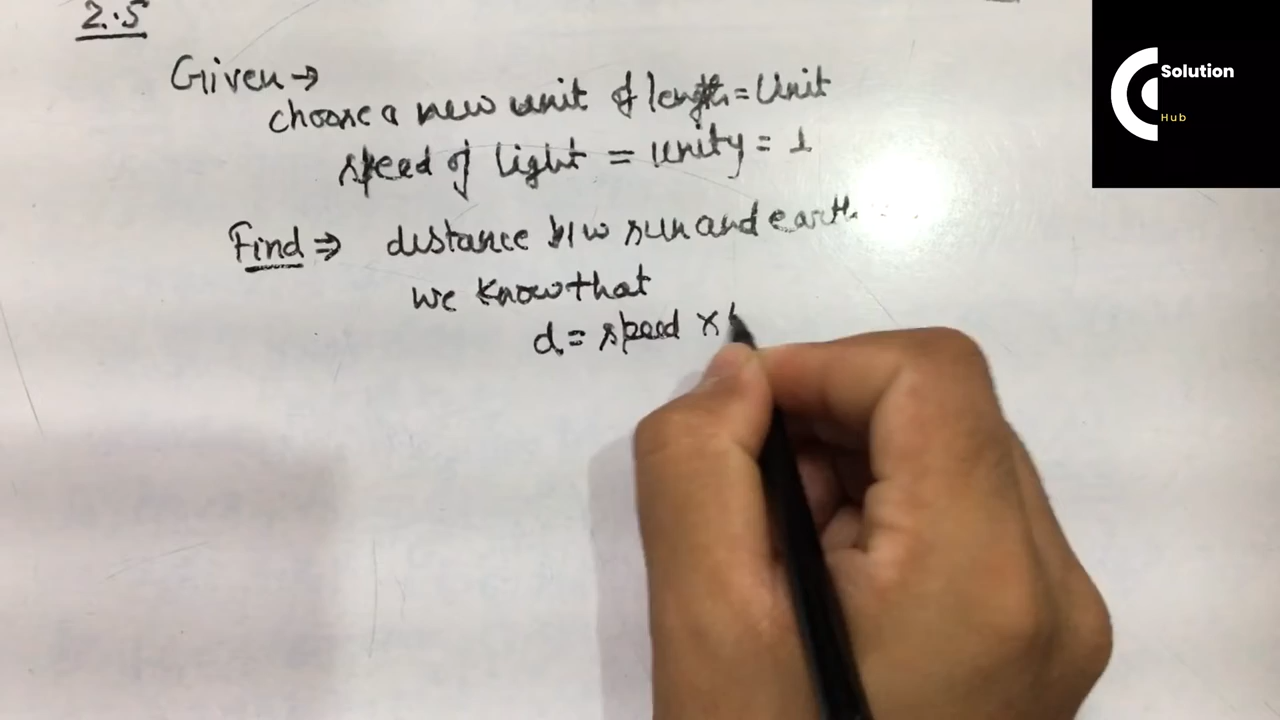 2.5
Given →
choose a new unit of length = Unit
speed of light = unity = 1
Find ⇒ distance b/w sun and earth
we know that
d = speed ×
Solution
Hub